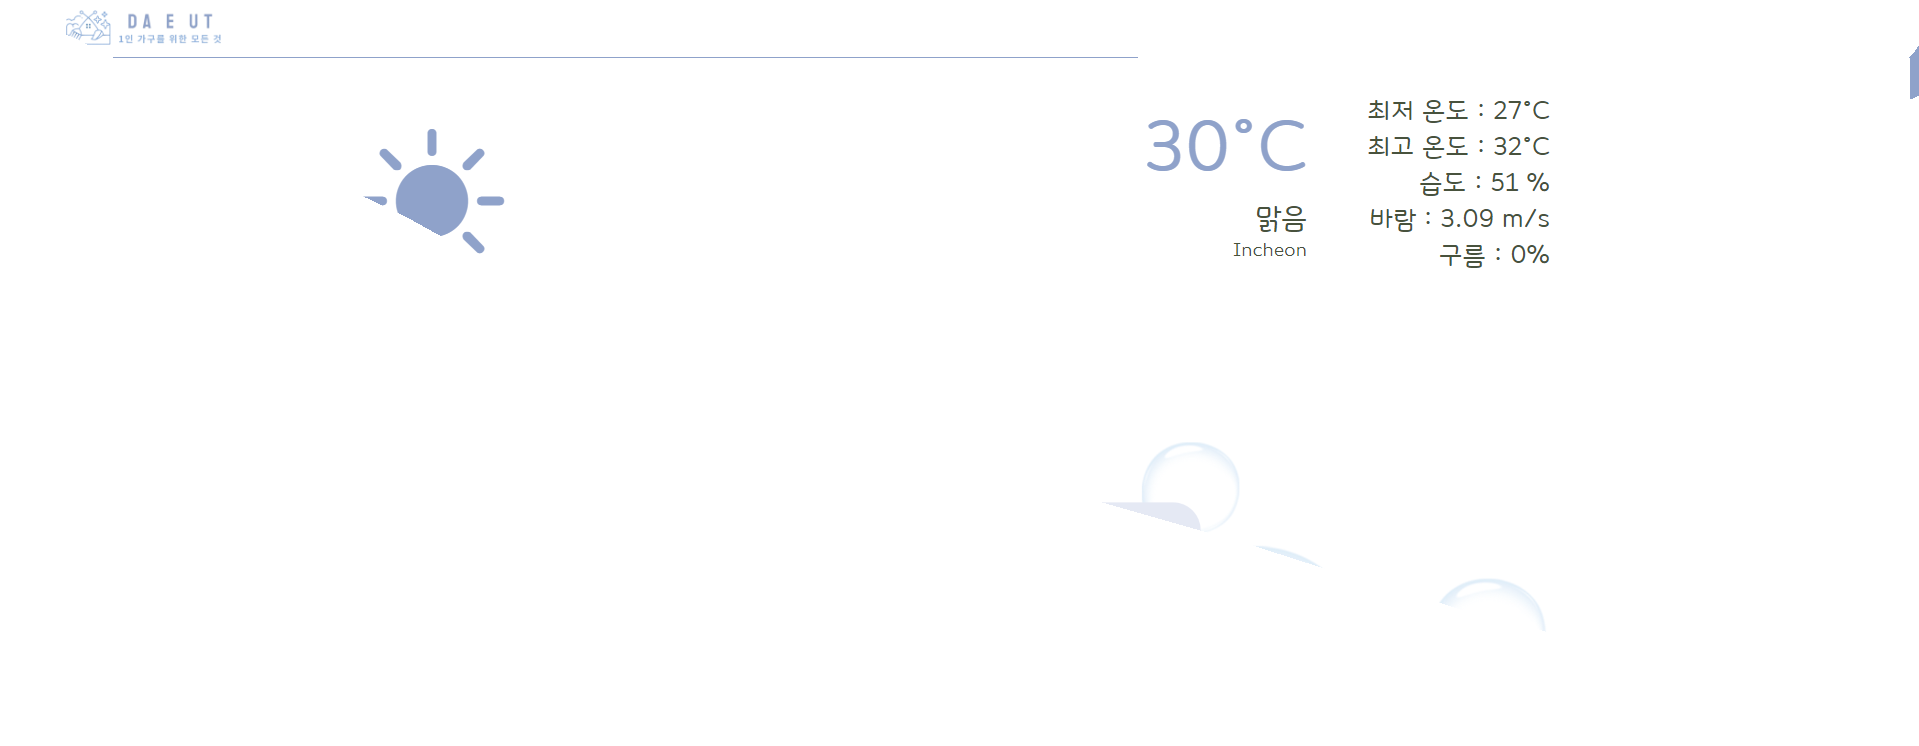 DA E UT
1인 가구를 위한 모든 것
30°C
맑음
Incheon
최저 온도 : 27°C
최고 온도 : 32°C
습도 : 51 %
바람 : 3.09 m/s
구름 : 0%